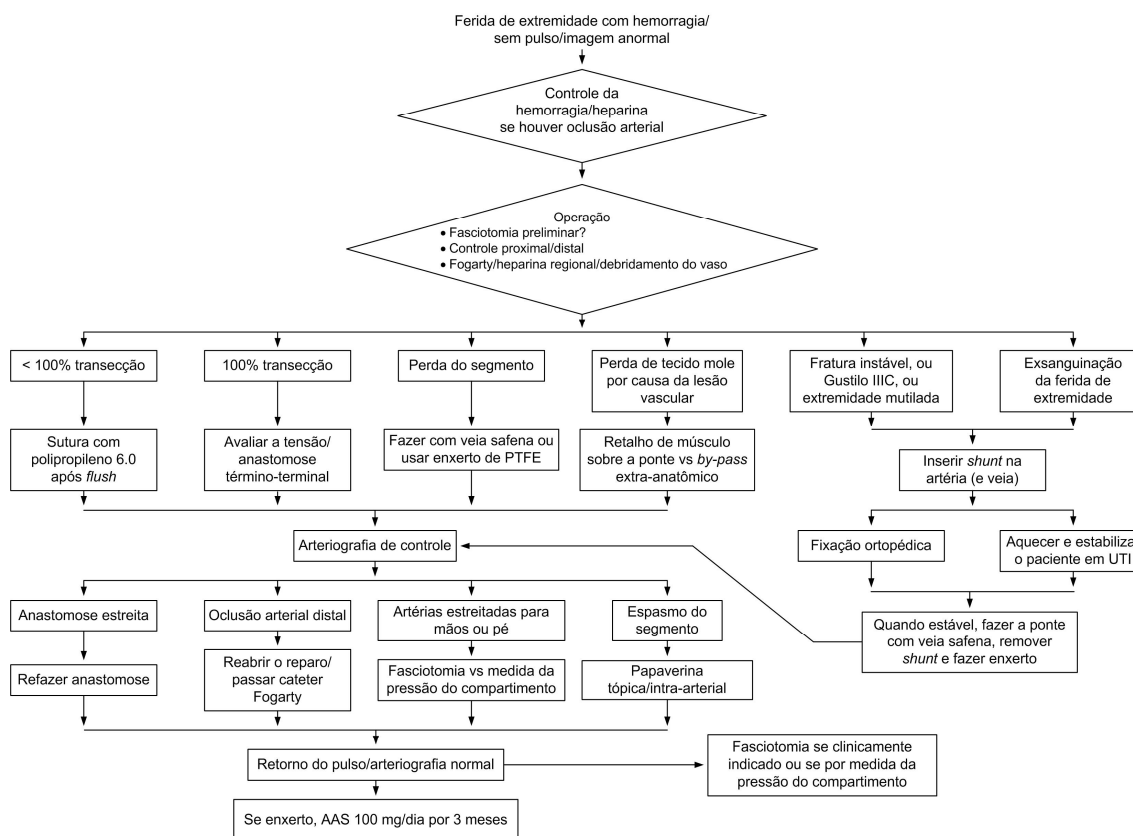 Ferida de extremidade com hemorragia/
sem pulso/imagem anormal
Controle da
hemorragia/heparina
se houver oclusão arterial
Operação
• Fasciotomia preliminar?
• Controle proximal/distal
• Fogarty/heparina regional/debridamento do vaso
< 100% transecção
100% transecção
Perda do segmento
Perda de tecido mole
por causa da lesão
vascular
Fratura instável, ou
Gustilo IIIC, ou
extremidade mutilada
Exsanguinação
da ferida de
extremidade
Sutura com
polipropileno 6.0
após flush
Avaliar a tensão/
anastomose
término-terminal
Fazer com veia safena ou
usar enxerto de PTFE
Retalho de músculo
sobre a ponte vs by-pass
extra-anatômico
Inserir shunt na
artéria (e veia)
Arteriografia de controle
Fixação ortopédica
Aquecer e estabiliza
o paciente em UTI
Anastomose estreita
Oclusão arterial distal
Artérias estreitadas para
mãos ou pé
Espasmo do
segmento
Quando estável, fazer a ponte
com veia safena, remover
shunt e fazer enxerto
Refazer anastomose
Reabrir o reparo/
passar cateter
Fogarty
Fasciotomia vs medida da
pressão do compartimento
Papaverina
tópica/intra-arterial
Retorno do pulso/arteriografia normal
Fasciotomia se clinicamente
indicado ou se por medida da
pressão do compartimento
Se enxerto, AAS 100 mg/dia por 3 meses